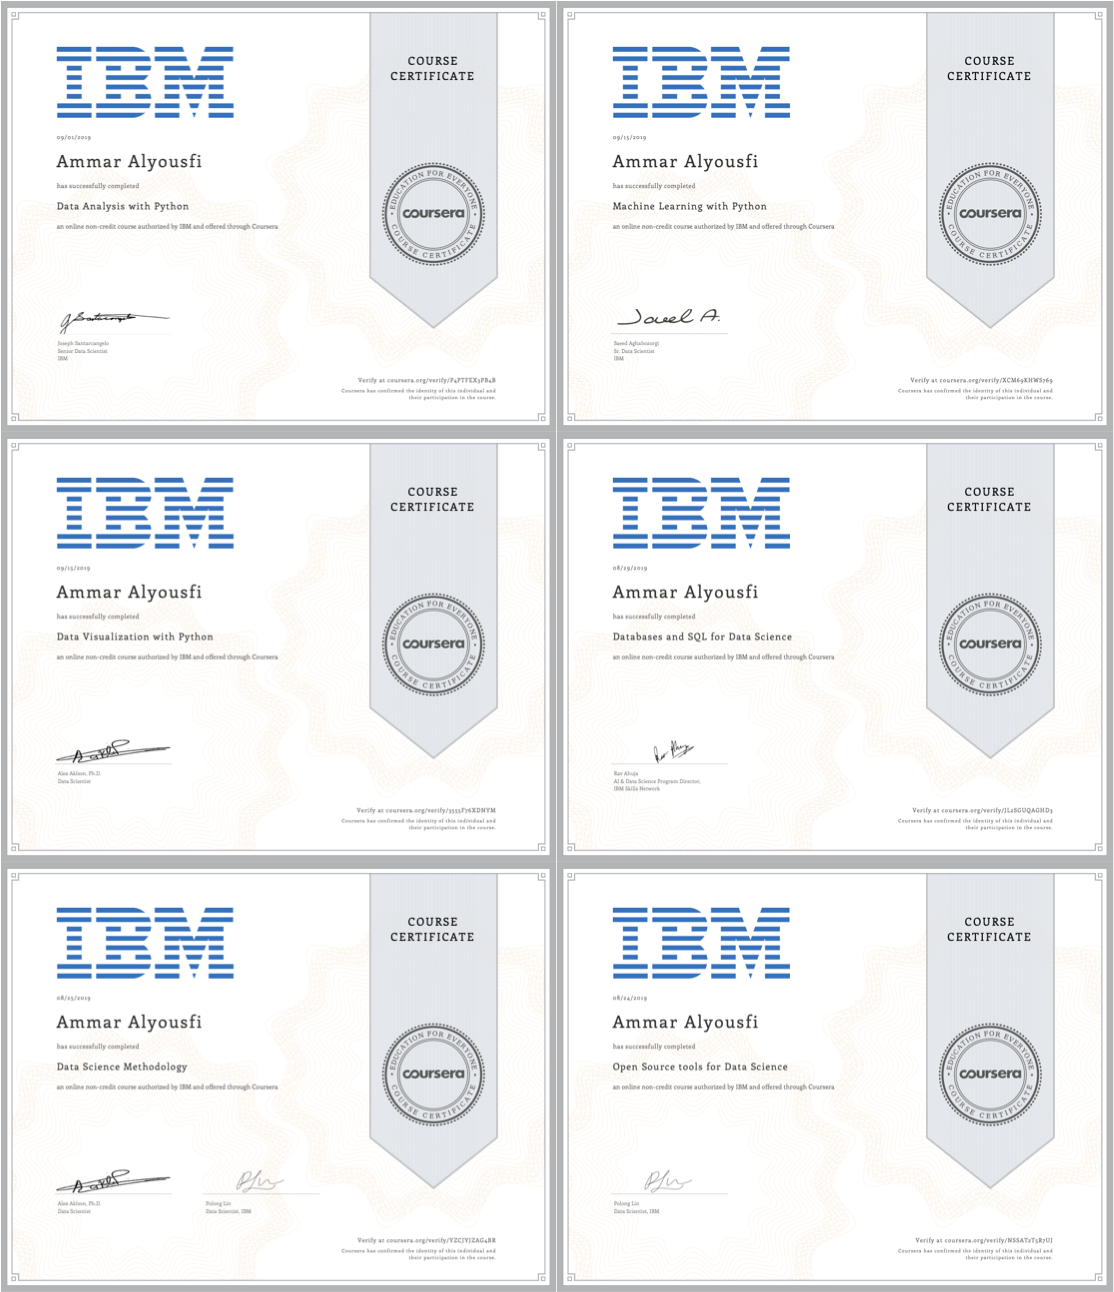 IBM
COURSE
CERTIFICATE
09/01/2019
Ammar Alyousfi
has successfully completed
Data Analysis with Python
an online non-credit course authorized by IBM and offered through Coursera
EDUCATION FOR EVERYONE
coursera
COURSE CERTIFICATE
Joseph Santarcangelo
Senior Data Scientist
IBM
Verify at coursera.org/verify/P4PTFEX3PB4B
Coursera has confirmed the identity of this individual and
their participation in the course.
IBM
COURSE
CERTIFICATE
09/15/2019
Ammar Alyousfi
has successfully completed
Machine Learning with Python
an online non-credit course authorized by IBM and offered through Coursera
EDUCATION FOR EVERYONE
coursera
COURSE CERTIFICATE
Saeed Aghabozorgi
Sr. Data Scientist
IBM
Verify at coursera.org/verify/XCM69KHWS769
Coursera has confirmed the identity of this individual and
their participation in the course.
IBM
COURSE
CERTIFICATE
09/15/2019
Ammar Alyousfi
has successfully completed
Data Visualization with Python
an online non-credit course authorized by IBM and offered through Coursera
EDUCATION FOR EVERYONE
coursera
COURSE CERTIFICATE
Alex Aklson, Ph.D.
Data Scientist
Verify at coursera.org/verify/3555F76XDNYM
Coursera has confirmed the identity of this individual and
their participation in the course.
IBM
COURSE
CERTIFICATE
08/29/2019
Ammar Alyousfi
has successfully completed
Databases and SQL for Data Science
an online non-credit course authorized by IBM and offered through Coursera
EDUCATION FOR EVERYONE
coursera
COURSE CERTIFICATE
Rav Ahuja
AI & Data Science Program Director,
IBM Skills Network
Verify at coursera.org/verify/JL2SGUQAGHD3
Coursera has confirmed the identity of this individual and
their participation in the course.
IBM
COURSE
CERTIFICATE
08/25/2019
Ammar Alyousfi
has successfully completed
Data Science Methodology
an online non-credit course authorized by IBM and offered through Coursera
EDUCATION FOR EVERYONE
coursera
COURSE CERTIFICATE
Alex Aklson, Ph.D.
Data Scientist
Polong Lin
Data Scientist, IBM
Verify at coursera.org/verify/YZCJYJZAG4BR
Coursera has confirmed the identity of this individual and
their participation in the course.
IBM
COURSE
CERTIFICATE
08/24/2019
Ammar Alyousfi
has successfully completed
Open Source tools for Data Science
an online non-credit course authorized by IBM and offered through Coursera
EDUCATION FOR EVERYONE
coursera
COURSE CERTIFICATE
Polong Lin
Data Scientist, IBM
Verify at coursera.org/verify/NSSAT2T5R7UJ
Coursera has confirmed the identity of this individual and
their participation in the course.